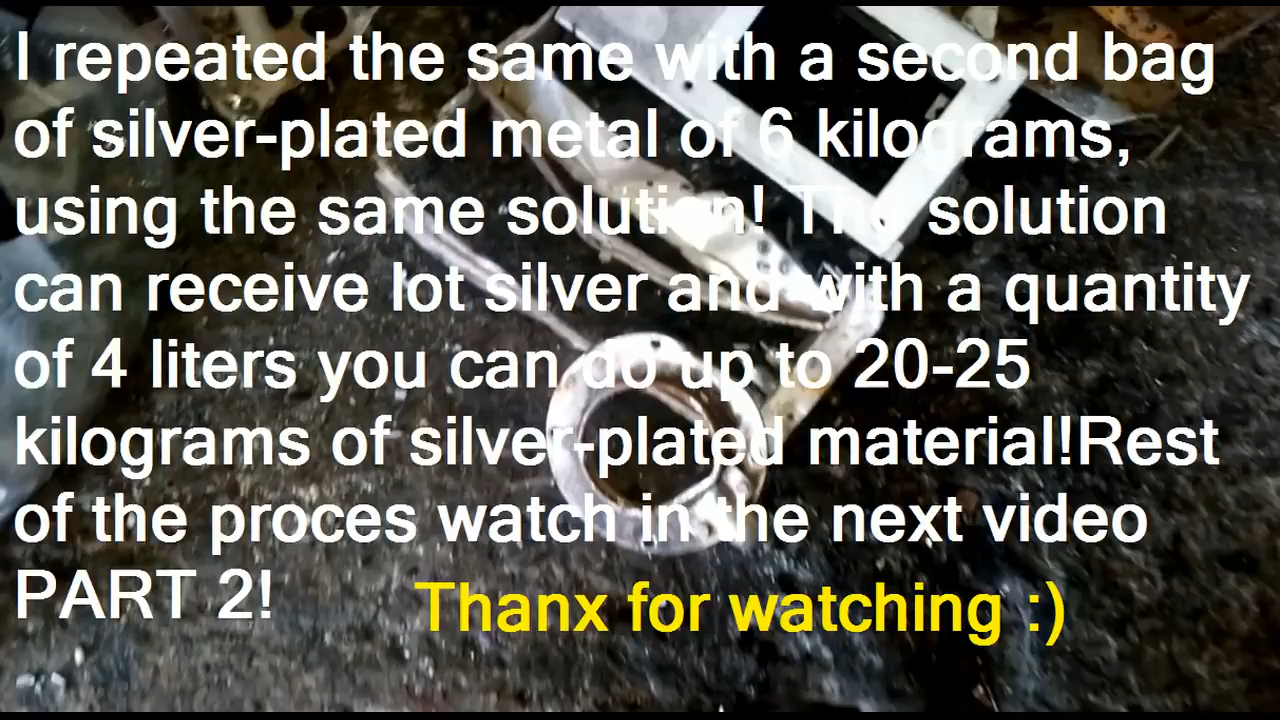 I repeated the same with a second bag
of silver-plated metal of 6 kilograms,
using the same solution! The solution
can receive lot silver and with a quantity
of 4 liters you can do up to 20-25
kilograms of silver-plated material!Rest
of the proces watch in the next video
PART 2!
Thanx for watching :)